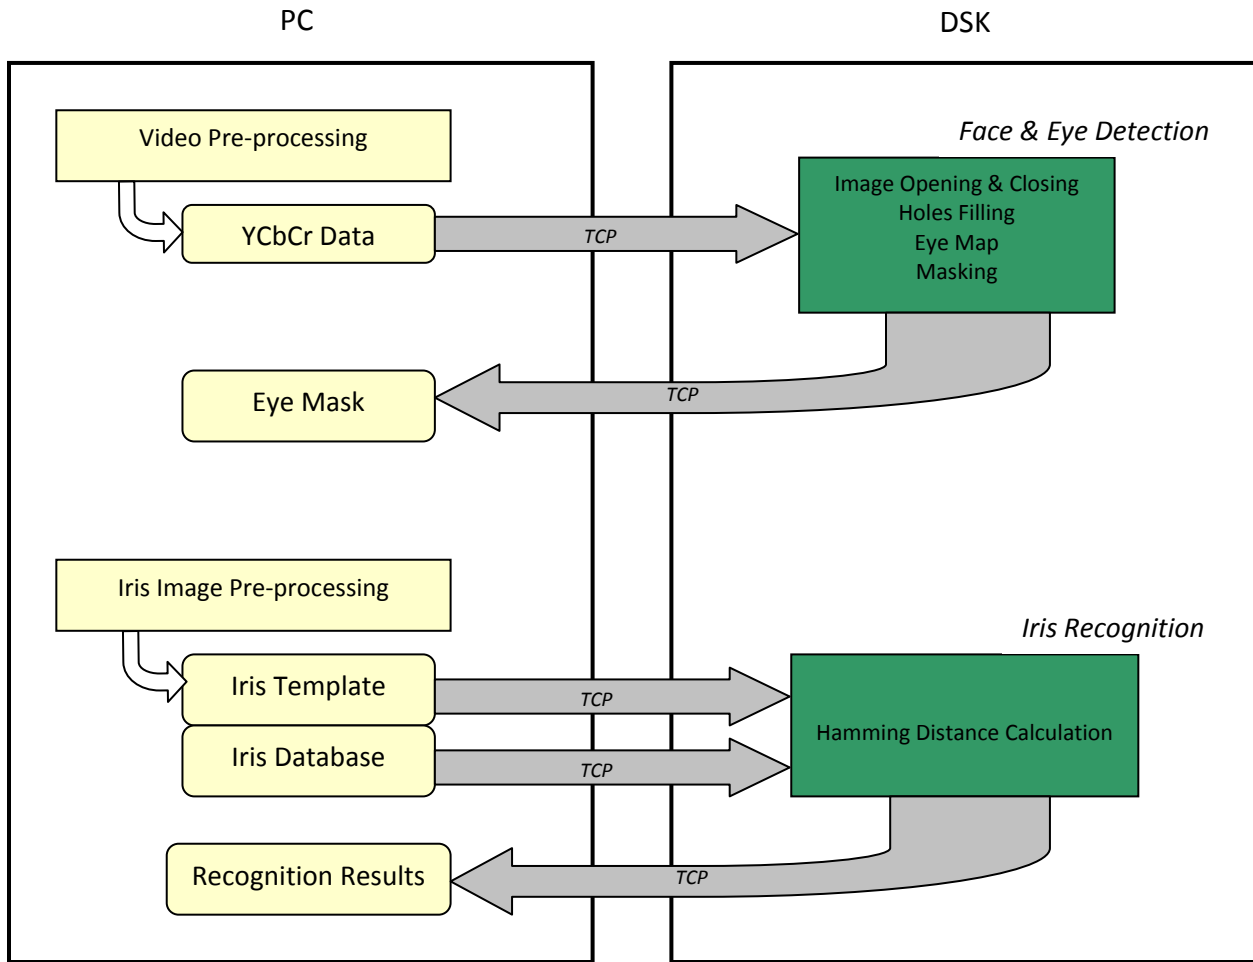 PC
DSK
Video Pre-processing
Face & Eye Detection
Image Opening & Closing
Holes Filling
Eye Map
Masking
YCbCr Data
TCP
Eye Mask
TCP
Iris Image Pre-processing
Iris Recognition
Iris Template
TCP
Hamming Distance Calculation
Iris Database
TCP
Recognition Results
TCP